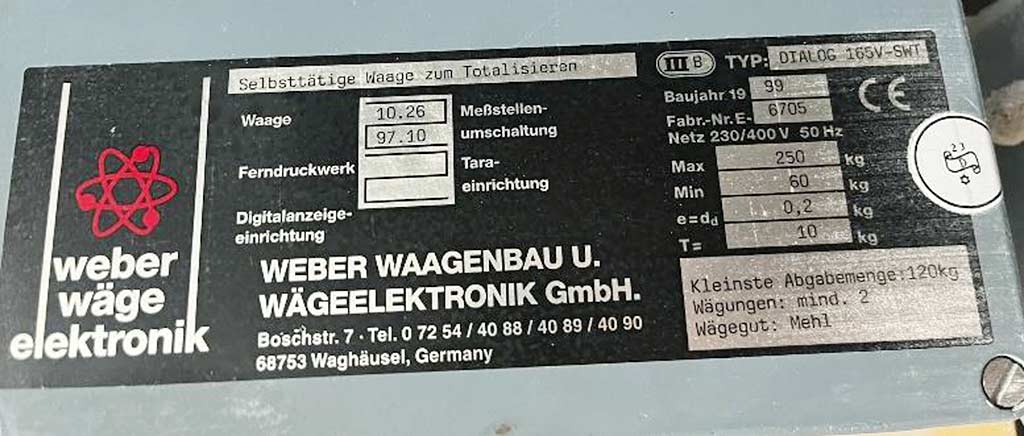 weber
wäge
elektronik
Selbsttätige Waage zum Totalisieren
Waage 10.26 Meßstellen-
97.10 umschaltung
Ferndruckwerk Tara-
einrichtung
Digitalanzeige-
einrichtung
WEBER WAAGENBAU U.
WÄGEELEKTRONIK GmbH.
Boschstr. 7 · Tel. 0 72 54 / 40 88 / 40 89 / 40 90
68753 Waghäusel, Germany
III B TYP: DIALOG 165V-SWT
Baujahr 19 99 CE
Fabr.-Nr. E- 6705
Netz 230/400 V 50 Hz
Max 250 kg
Min 60 kg
e=dd 0,2 kg
T= 10 kg
Kleinste Abgabemenge:120kg
Wägungen: mind. 2
Wägegut: Mehl